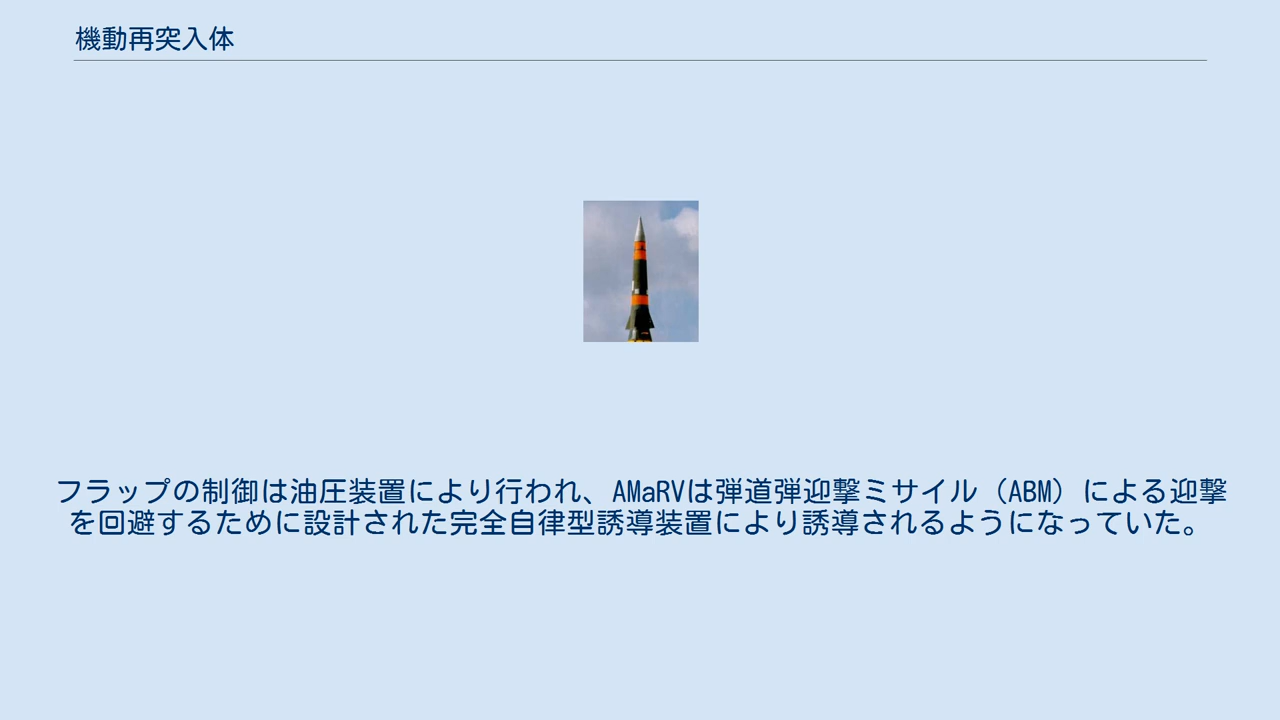 機動再突入体
フラップの制御は油圧装置により行われ、AMaRVは弾道弾迎撃ミサイル（ABM）による迎撃
を回避するために設計された完全自律型誘導装置により誘導されるようになっていた。